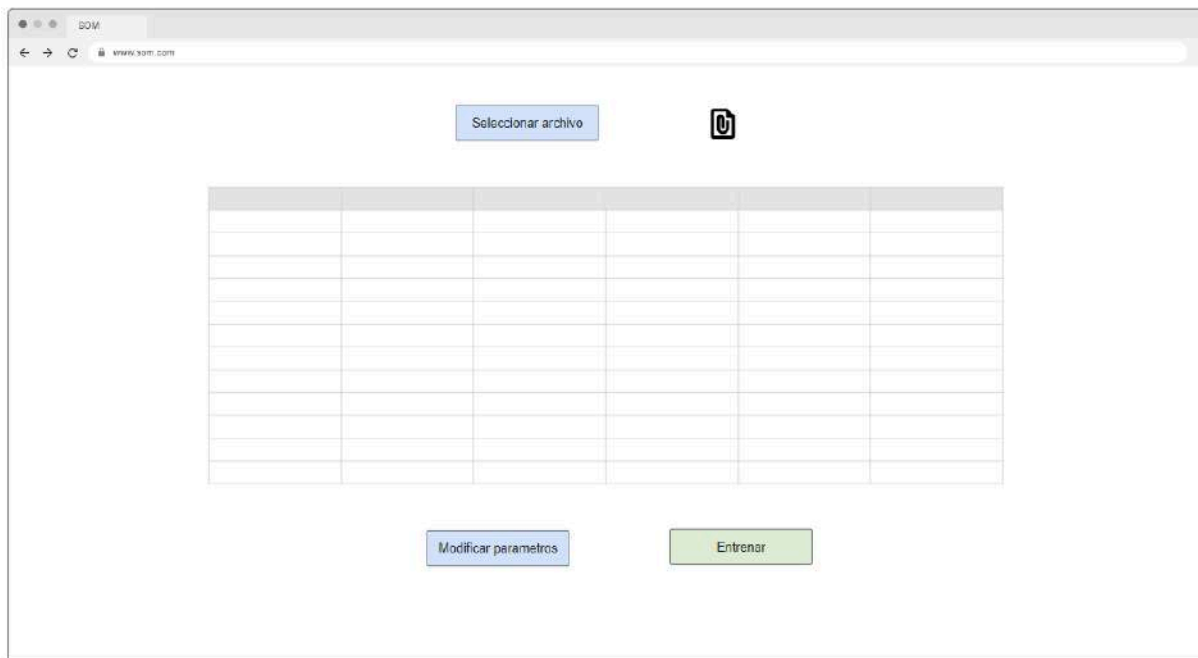 SOM
www.som.com
Seleccionar archivo
Modificar parametros
Entrenar